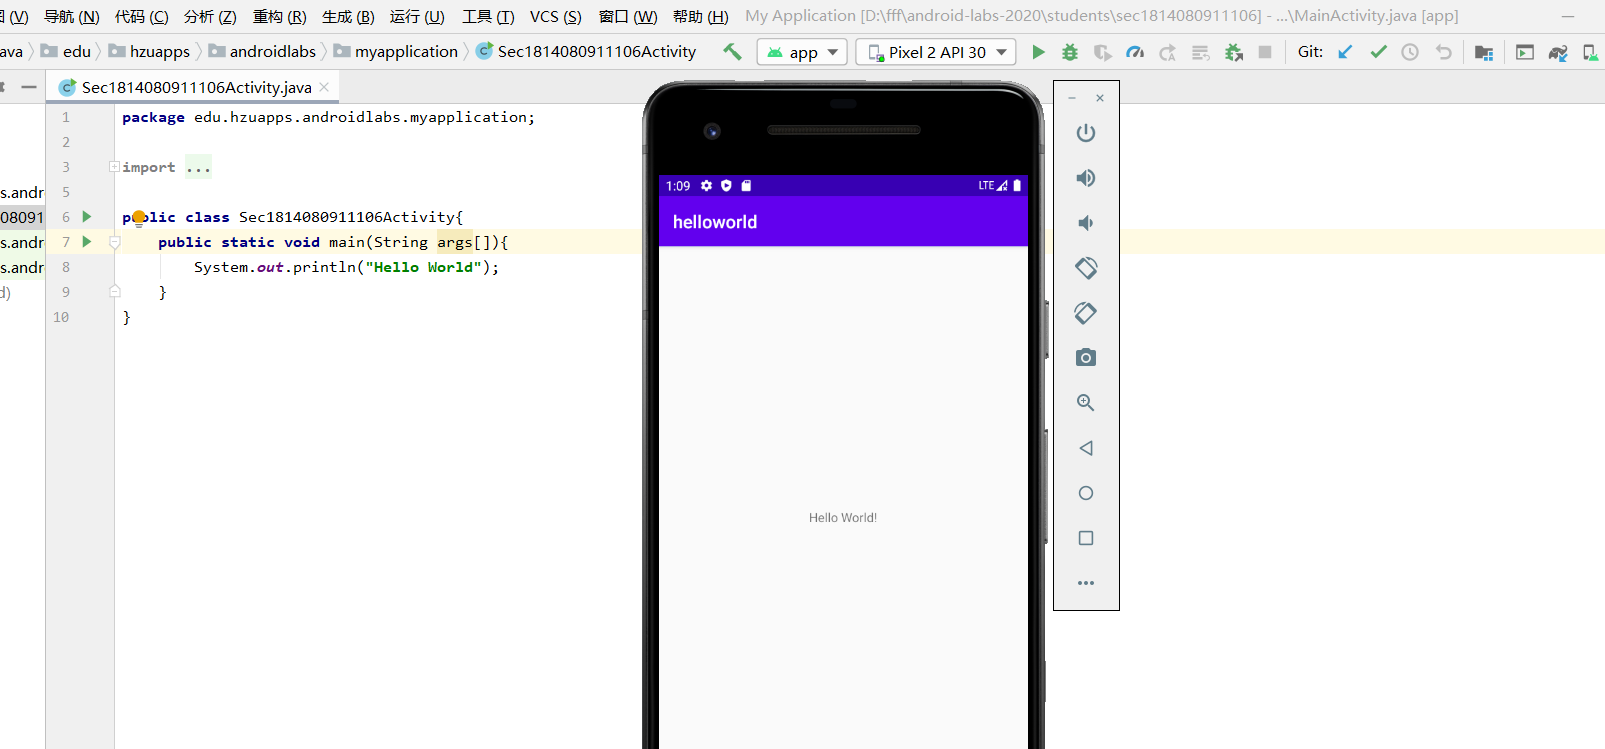 (V) 导航 (N) 代码 (C) 分析 (Z) 重构 (R) 生成 (B) 运行 (U) 工具 (T) VCS (S) 窗口 (W) 帮助 (H) My Application [D:\fff\android-labs-2020\students\sec1814080911106] - ...\MainActivity.java [app]
ava edu hzuapps androidlabs myapplication Sec1814080911106Activity app Pixel 2 API 30 Git:
Sec1814080911106Activity.java
1 package edu.hzuapps.androidlabs.myapplication;
2
3 import ...
s.andr 5
080911 6 public class Sec1814080911106Activity{
s.andr 7 public static void main(String args[]){
s.andr 8 System.out.println("Hello World");
d) 9 }
10 }
1:09 LTE
helloworld
Hello World!